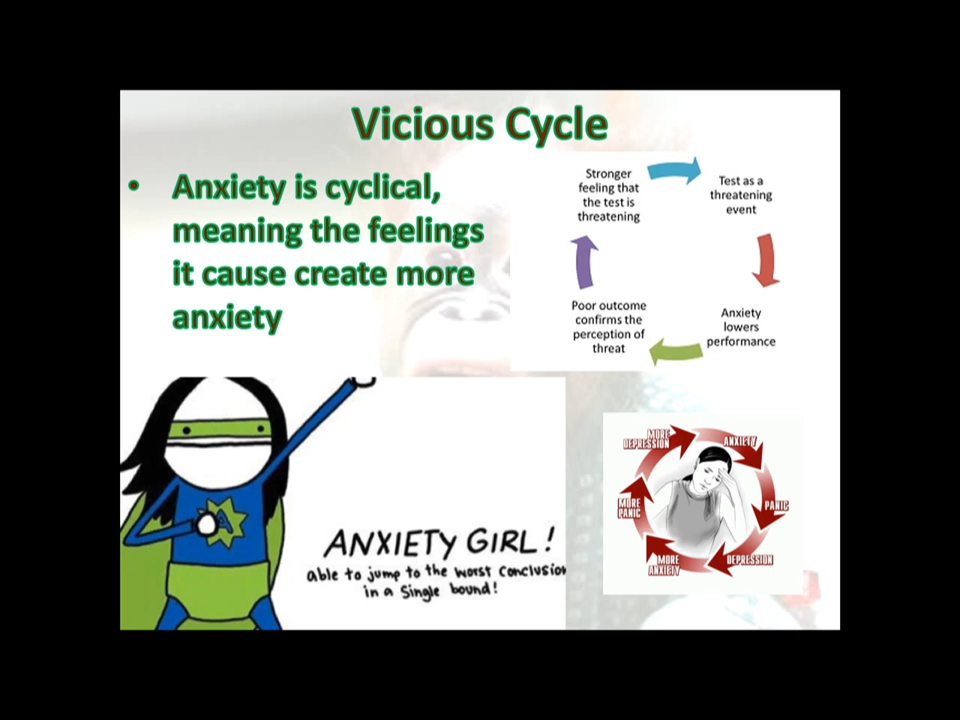 Vicious Cycle
• Anxiety is cyclical,
meaning the feelings
it cause create more
anxiety
Stronger
feeling that
the test is
threatening
Test as a
threatening
event
Anxiety
lowers
performance
Poor outcome
confirms the
perception of
threat
ANXIETY GIRL!
able to jump to the worst conclusion
in a single bound!
MORE
DEPRESSION
ANXIETY
PANIC
DEPRESSION
MORE
ANXIETY
MORE
PANIC